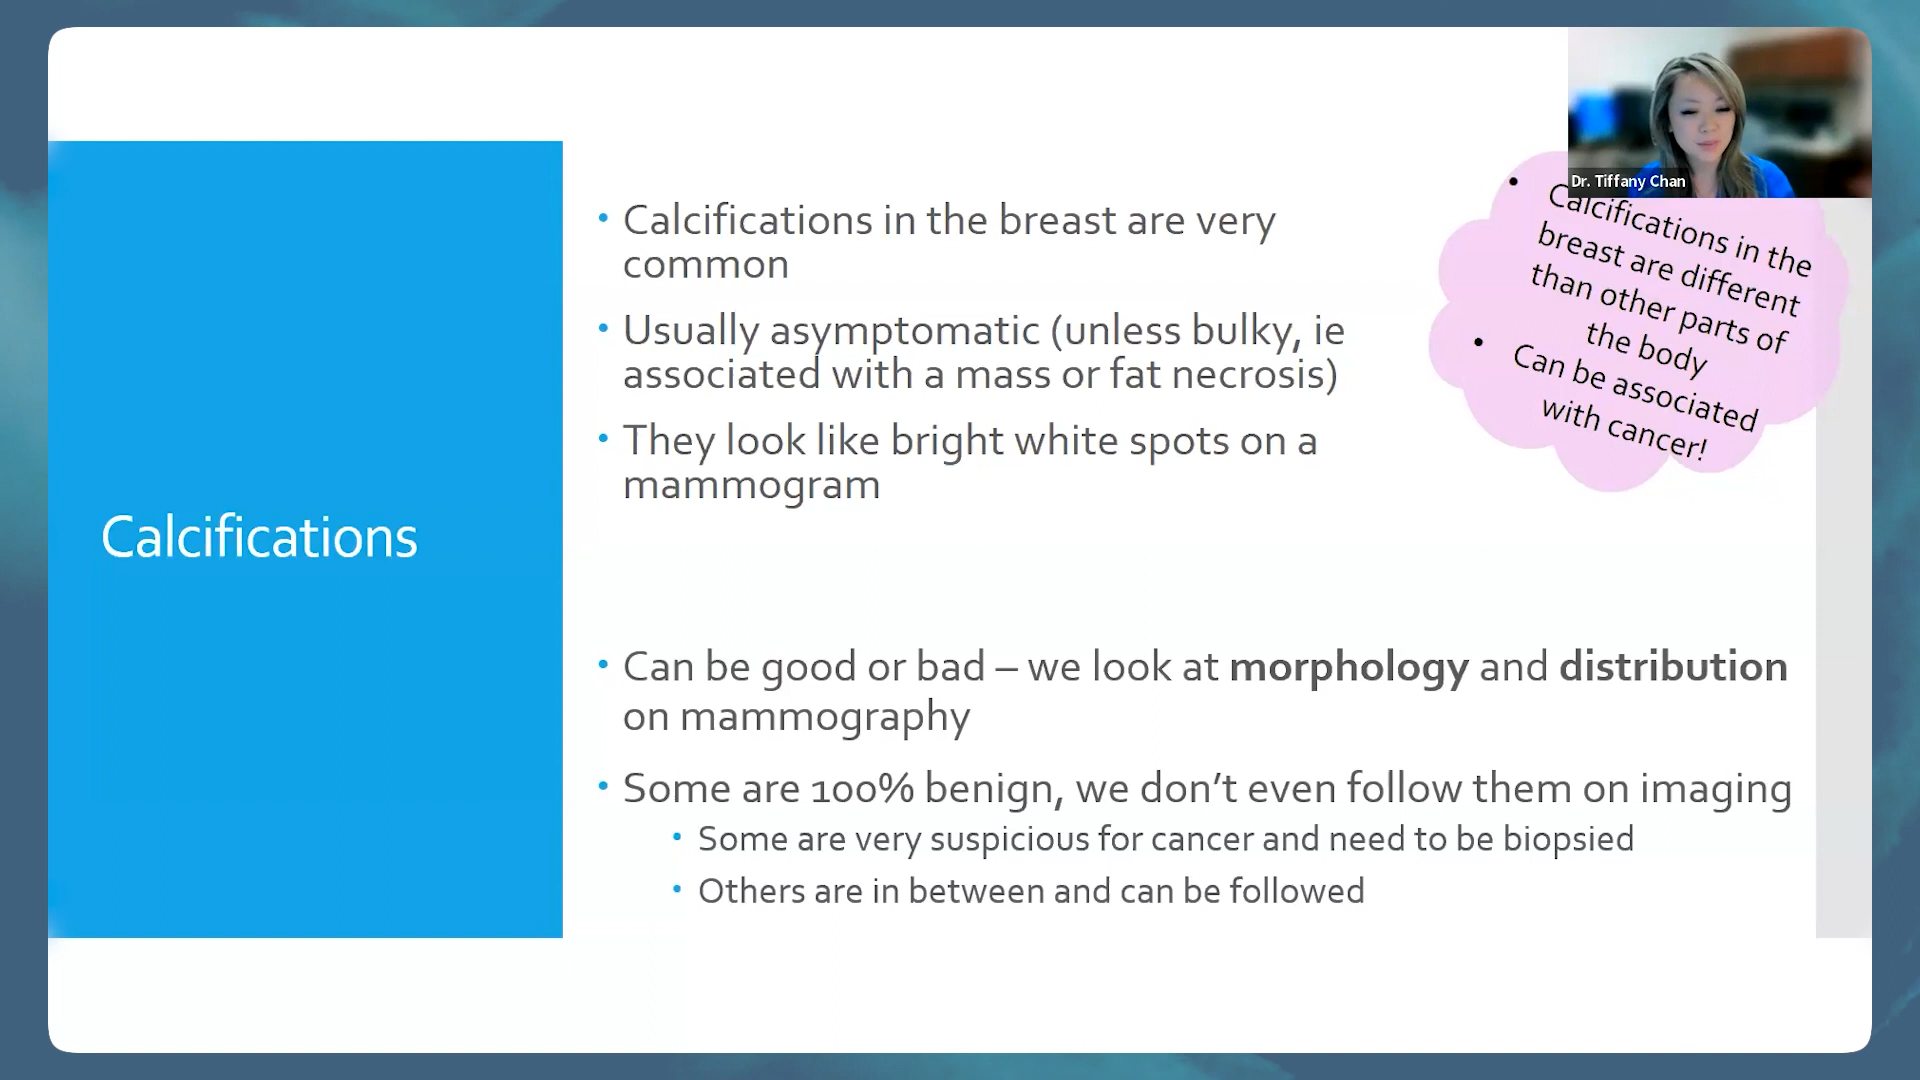 Calcifications
• Calcifications in the breast are very
common
• Usually asymptomatic (unless bulky, ie
associated with a mass or fat necrosis)
• They look like bright white spots on a
mammogram
• Can be good or bad – we look at morphology and distribution
on mammography
• Some are 100% benign, we don’t even follow them on imaging
• Some are very suspicious for cancer and need to be biopsied
• Others are in between and can be followed
Dr. Tiffany Chan
• Calcifications in the
breast are different
than other parts of
the body
• Can be associated
with cancer!